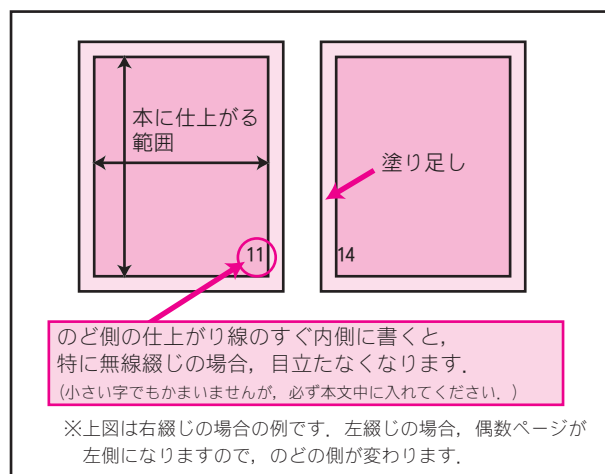 本に仕上がる
範囲
塗り足し
11
14
のど側の仕上がり線のすぐ内側に書くと，
特に無線綴じの場合，目立たなくなります．
(小さい字でもかまいませんが，必ず本文中に入れてください．)
※上図は右綴じの場合の例です．左綴じの場合，偶数ページが
左側になりますので，のどの側が変わります．